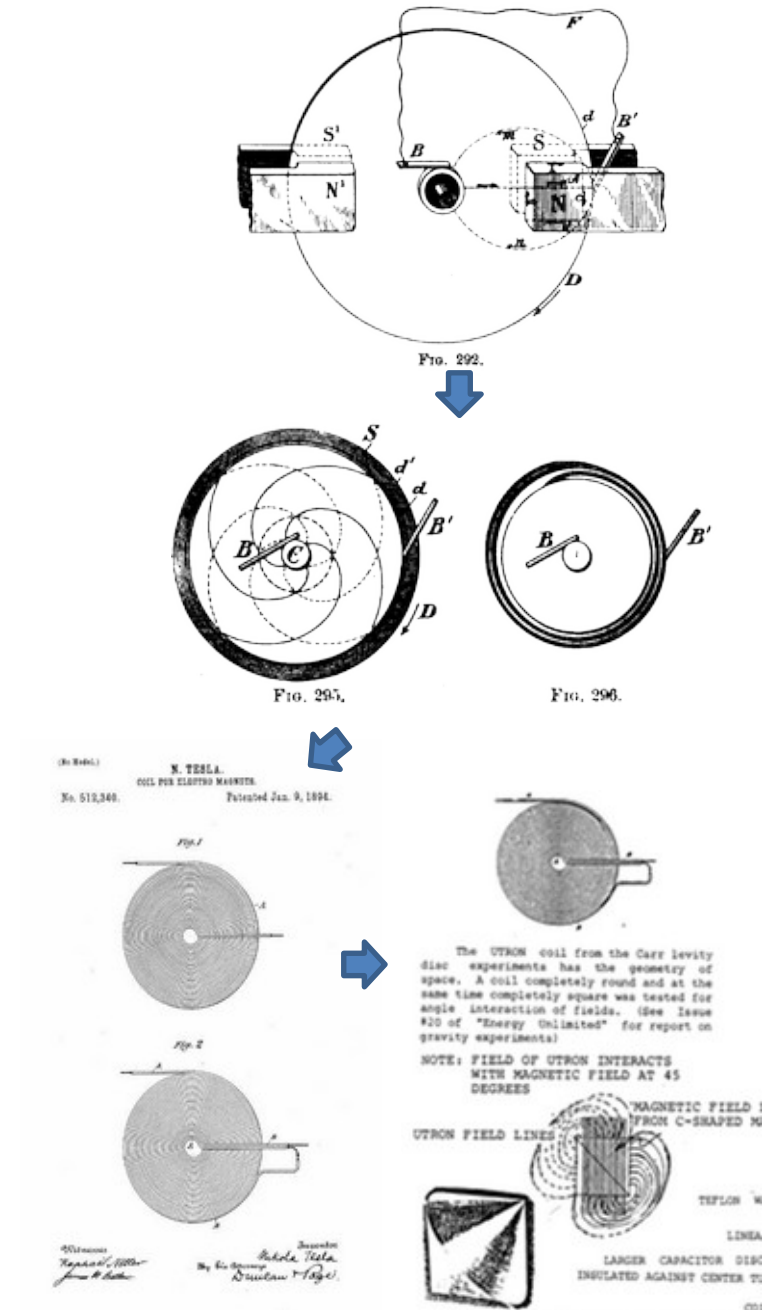 F
S¹
N¹
B
m
S
d
B'
N
n
D
FIG. 292.
S
d'
d
B
C
B'
D
FIG. 295.
B
B'
FIG. 296.
(No Model.)
N. TESLA.
COIL FOR ELECTRO MAGNETS.
No. 512,340.
Patented Jan. 9, 1894.
Fig. 1
A
Fig. 2
A
B
Witnesses
Raphaël Netter
Inventor
Nikola Tesla
By his Attorneys
Duncan & Page.
The UTRON coil from the Carr levity
disc experiments has the geometry of
space. A coil completely round and at the
same time completely square was tested for
angle interaction of fields. (See Issue
#20 of "Energy Unlimited" for report on
gravity experiments)
NOTE: FIELD OF UTRON INTERACTS
WITH MAGNETIC FIELD AT 45
DEGREES
MAGNETIC FIELD
FROM C-SHAPED MA
UTRON FIELD LINES
TEFLON W
LINEA
LARGER CAPACITOR DISC
INSULATED AGAINST CENTER TU